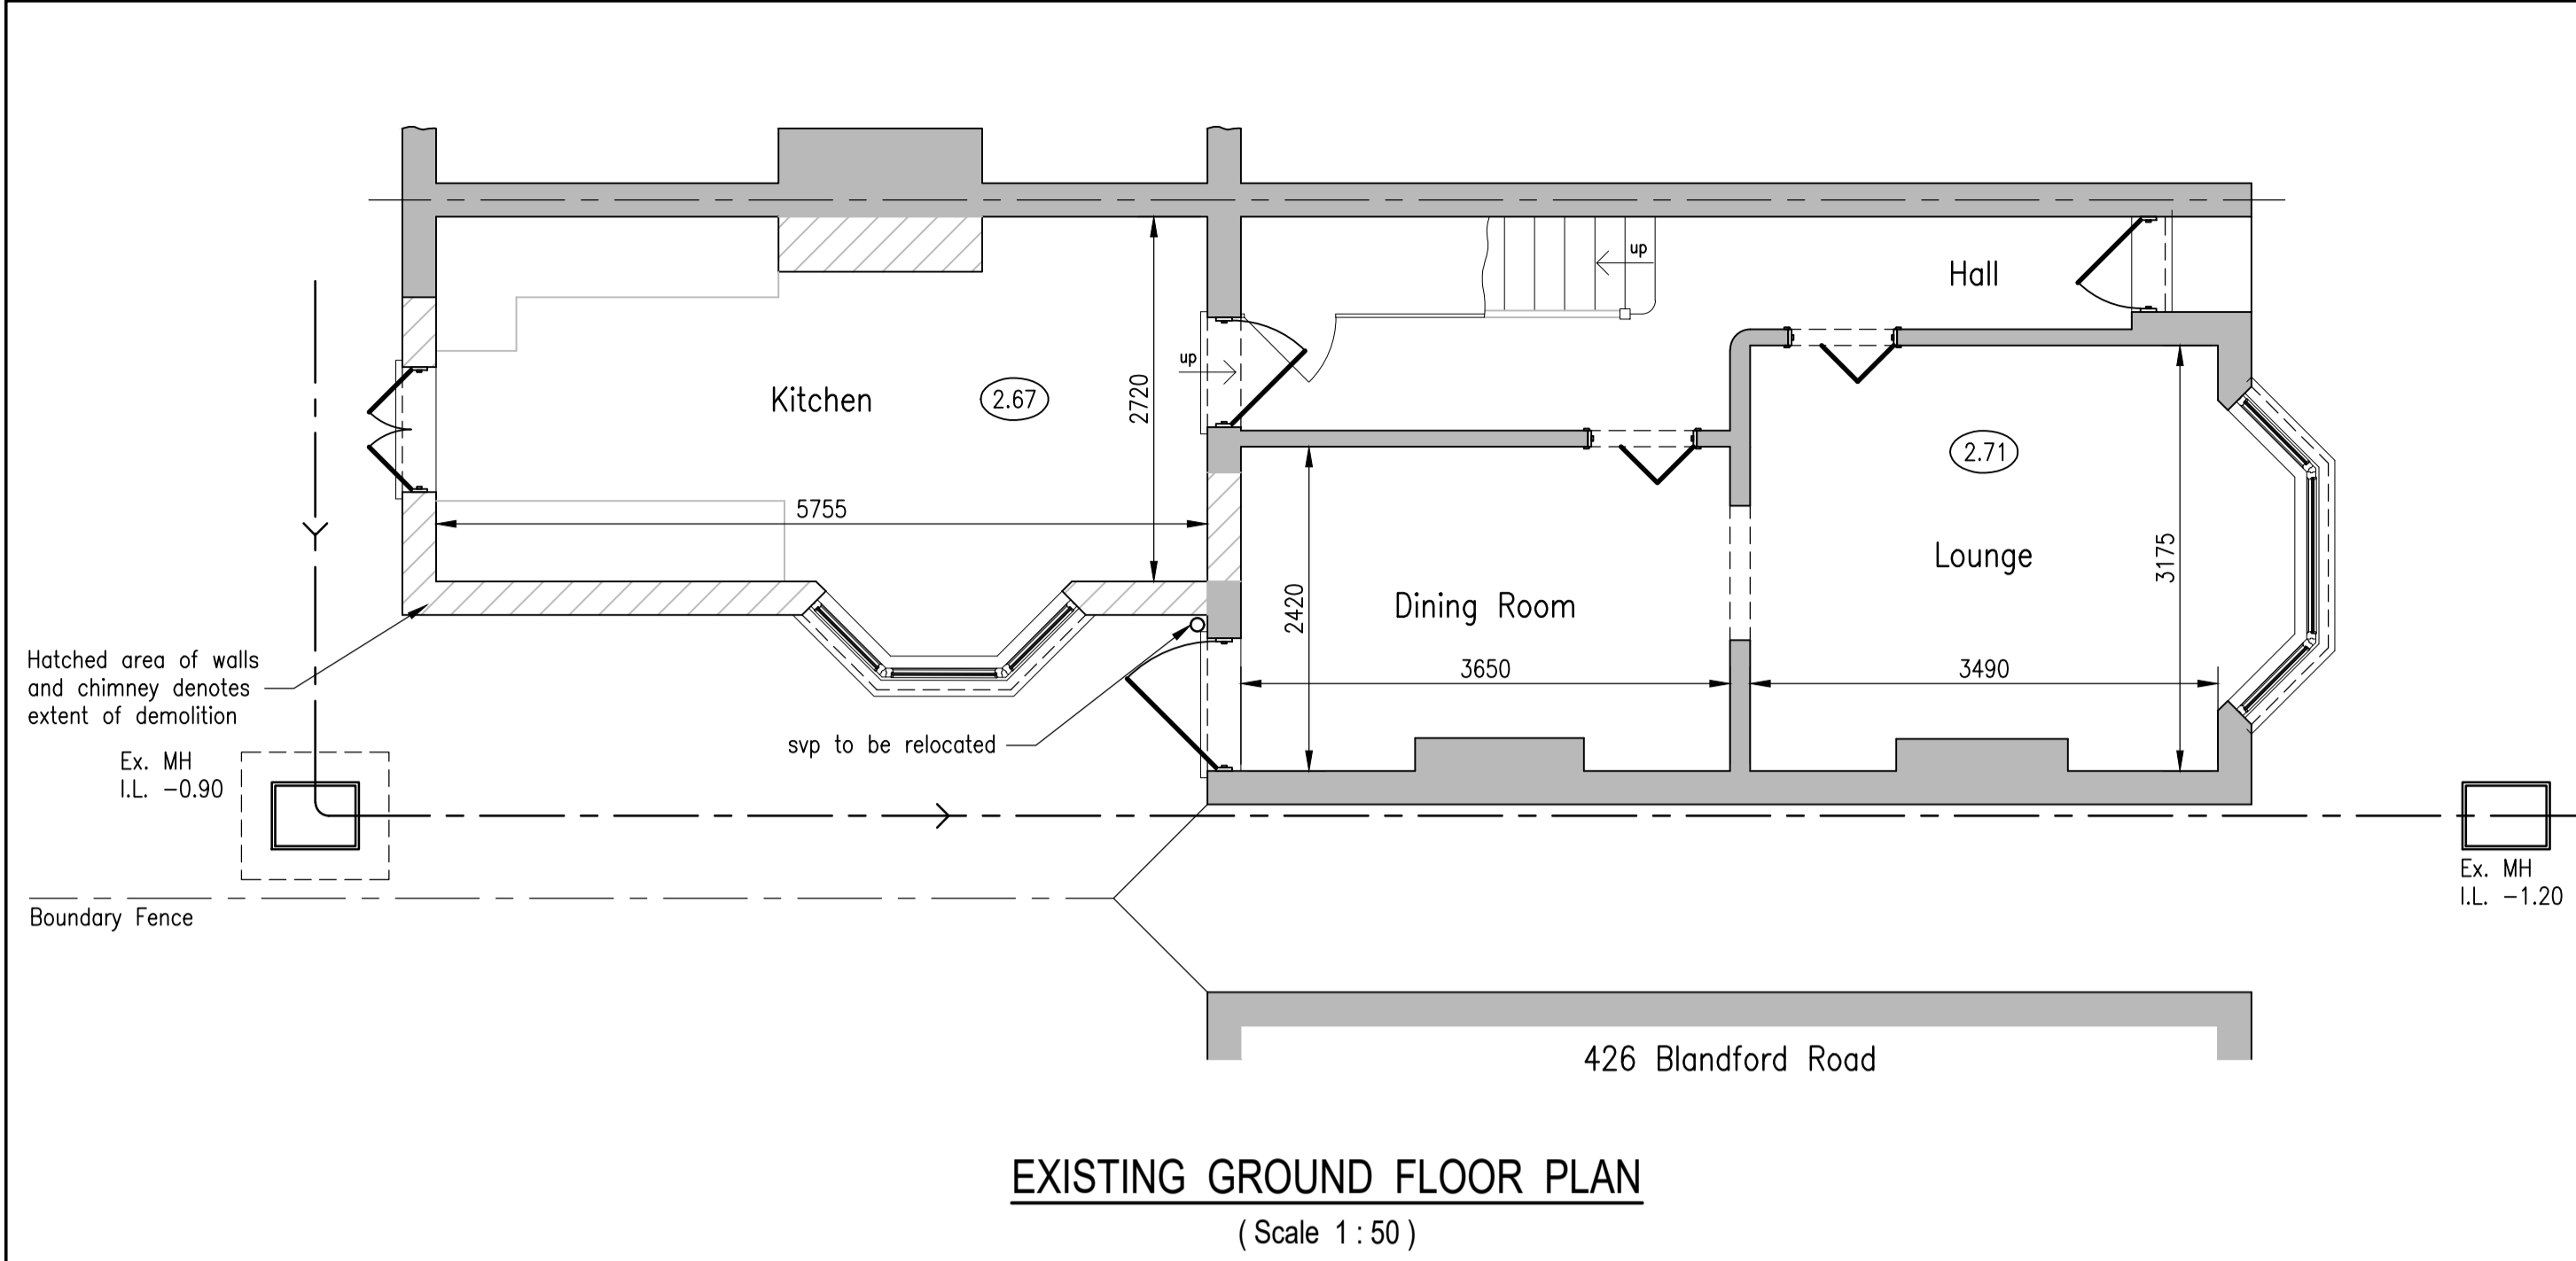 up
Hall
Kitchen
2.67
up
2720
2.71
5755
Lounge
3175
Dining Room
2420
3650
3490
Hatched area of walls
and chimney denotes
extent of demolition
svp to be relocated
Ex. MH
I.L. -0.90
Ex. MH
I.L. -1.20
Boundary Fence
426 Blandford Road
EXISTING GROUND FLOOR PLAN
( Scale 1 : 50 )